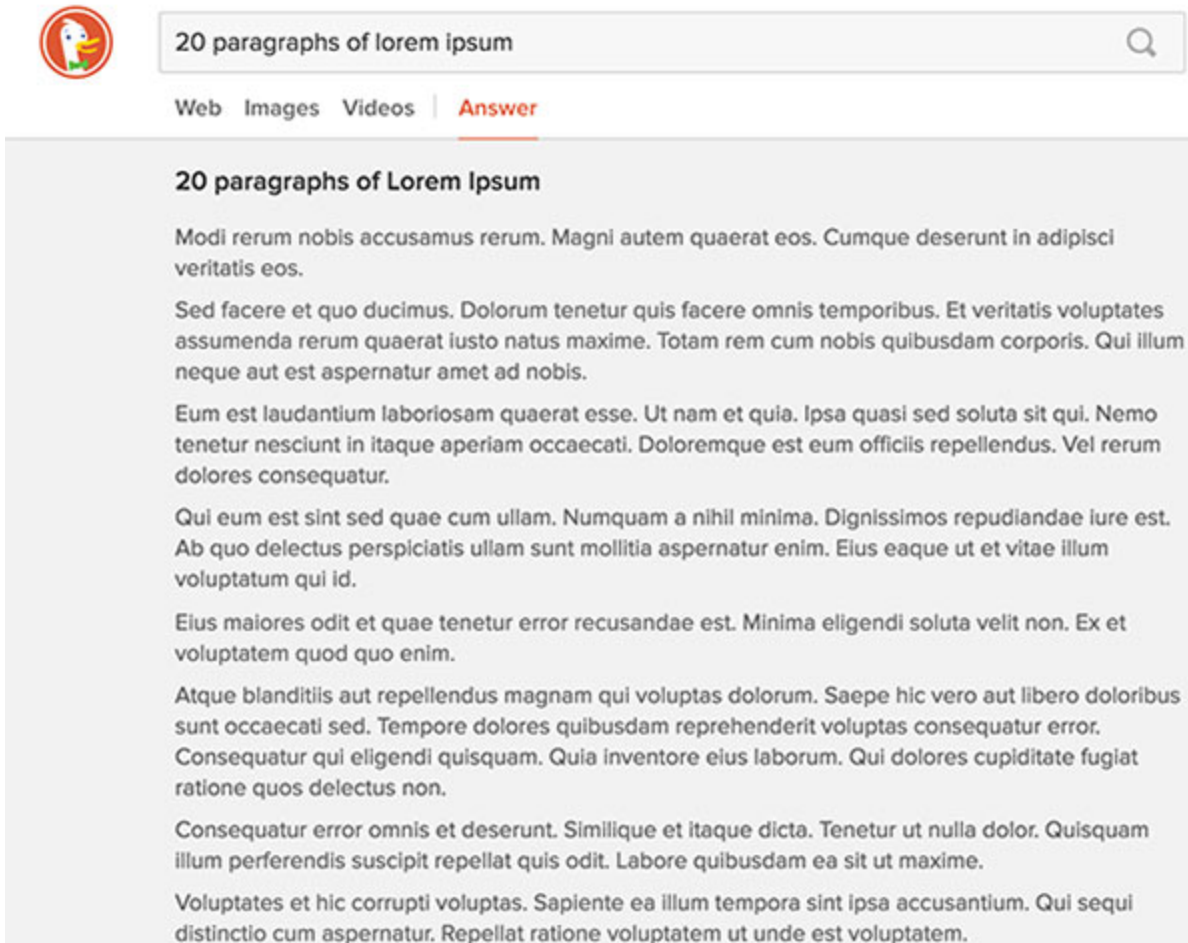 20 paragraphs of lorem ipsum
Web Images Videos Answer
20 paragraphs of Lorem Ipsum
Modi rerum nobis accusamus rerum. Magni autem quaerat eos. Cumque deserunt in adipisci
veritatis eos.
Sed facere et quo ducimus. Dolorum tenetur quis facere omnis temporibus. Et veritatis voluptates
assumenda rerum quaerat iusto natus maxime. Totam rem cum nobis quibusdam corporis. Qui illum
neque aut est aspernatur amet ad nobis.
Eum est laudantium laboriosam quaerat esse. Ut nam et quia. Ipsa quasi sed soluta sit qui. Nemo
tenetur nesciunt in itaque aperiam occaecati. Doloremque est eum officiis repellendus. Vel rerum
dolores consequatur.
Qui eum est sint sed quae cum ullam. Numquam a nihil minima. Dignissimos repudiandae iure est.
Ab quo delectus perspiciatis ullam sunt mollitia aspernatur enim. Eius eaque ut et vitae illum
voluptatum qui id.
Eius maiores odit et quae tenetur error recusandae est. Minima eligendi soluta velit non. Ex et
voluptatem quod quo enim.
Atque blanditiis aut repellendus magnam qui voluptas dolorum. Saepe hic vero aut libero doloribus
sunt occaecati sed. Tempore dolores quibusdam reprehenderit voluptas consequatur error.
Consequatur qui eligendi quisquam. Quia inventore eius laborum. Qui dolores cupiditate fugiat
ratione quos delectus non.
Consequatur error omnis et deserunt. Similique et itaque dicta. Tenetur ut nulla dolor. Quisquam
illum perferendis suscipit repellat quis odit. Labore quibusdam ea sit ut maxime.
Voluptates et hic corrupti voluptas. Sapiente ea illum tempora sint ipsa accusantium. Qui sequi
distinctio cum aspernatur. Repellat ratione voluptatem ut unde est voluptatem.